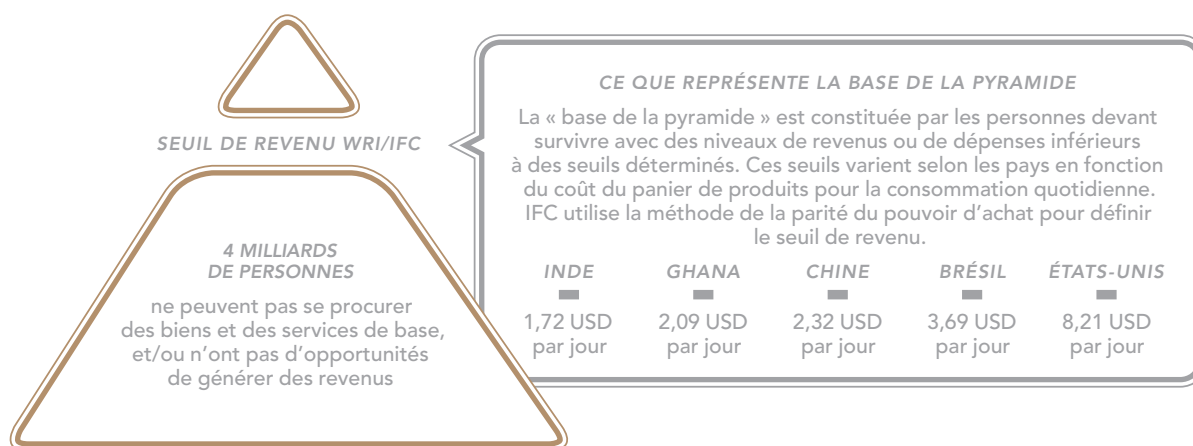 SEUIL DE REVENU WRI/IFC
4 MILLIARDS
DE PERSONNES
ne peuvent pas se procurer
des biens et des services de base,
et/ou n’ont pas d’opportunités
de générer des revenus
CE QUE REPRÉSENTE LA BASE DE LA PYRAMIDE
La « base de la pyramide » est constituée par les personnes devant
survivre avec des niveaux de revenus ou de dépenses inférieurs
à des seuils déterminés. Ces seuils varient selon les pays en fonction
du coût du panier de produits pour la consommation quotidienne.
IFC utilise la méthode de la parité du pouvoir d’achat pour définir
le seuil de revenu.
INDE GHANA CHINE BRÉSIL ÉTATS-UNIS
1,72 USD 2,09 USD 2,32 USD 3,69 USD 8,21 USD
par jour par jour par jour par jour par jour